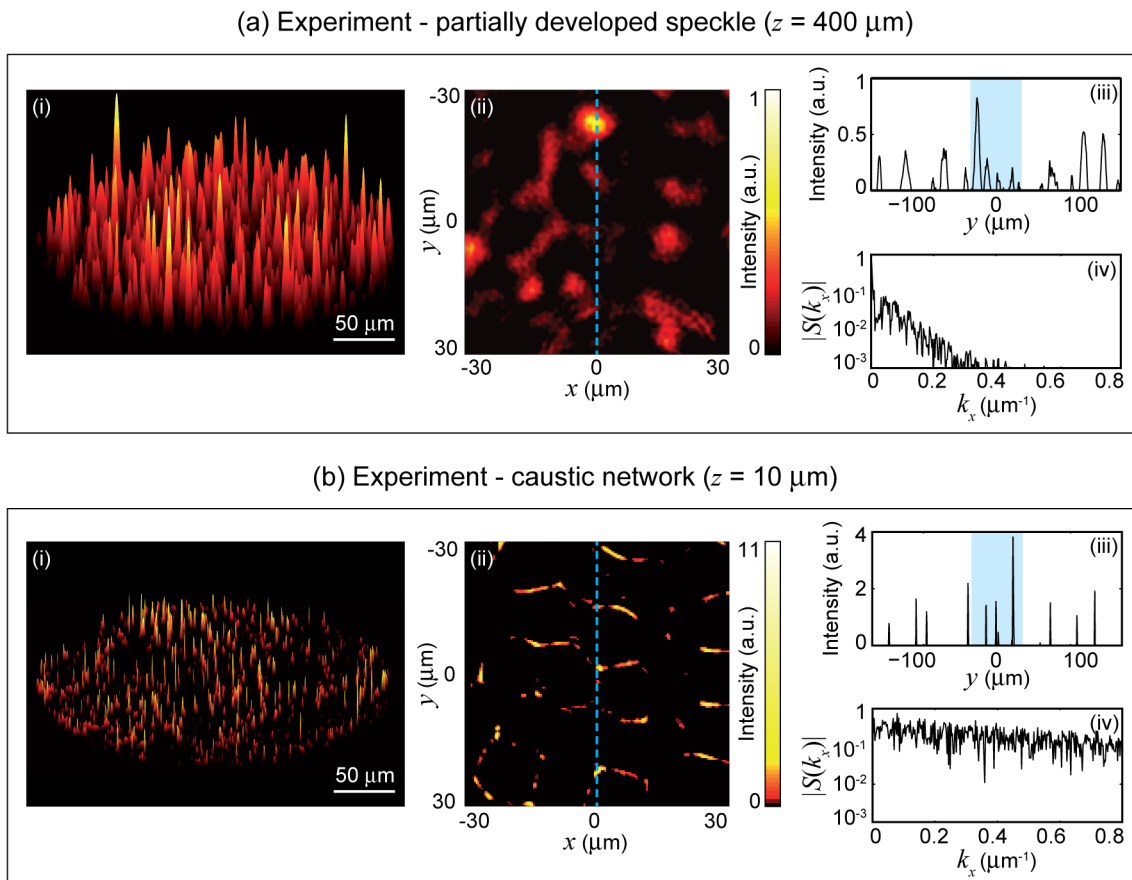 (a) Experiment - partially developed speckle (z = 400 μm)
(i)
50 μm
(ii)
-30
0
30
y (μm)
-30
0
30
x (μm)
1
0
Intensity (a.u.)
(iii)
1
0.5
0
Intensity (a.u.)
−100
0
100
y (μm)
(iv)
1
10⁻¹
10⁻²
10⁻³
|S(kₓ)|
0
0.2
0.4
0.6
0.8
kₓ (μm⁻¹)
(b) Experiment - caustic network (z = 10 μm)
(i)
50 μm
(ii)
-30
0
30
y (μm)
-30
0
30
x (μm)
11
0
Intensity (a.u.)
(iii)
4
2
0
Intensity (a.u.)
−100
0
100
y (μm)
(iv)
1
10⁻¹
10⁻²
10⁻³
|S(kₓ)|
0
0.2
0.4
0.6
0.8
kₓ (μm⁻¹)